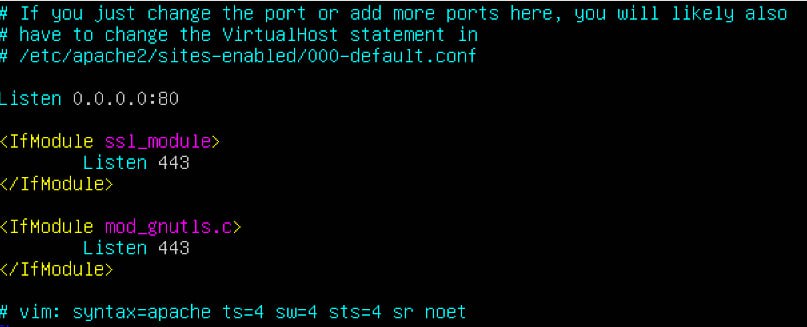 # If you just change the port or add more ports here, you will likely also
# have to change the VirtualHost statement in
# /etc/apache2/sites-enabled/000-default.conf
Listen 0.0.0.0:80
<IfModule ssl_module>
        Listen 443
</IfModule>
<IfModule mod_gnutls.c>
        Listen 443
</IfModule>
# vim: syntax=apache ts=4 sw=4 sts=4 sr noet